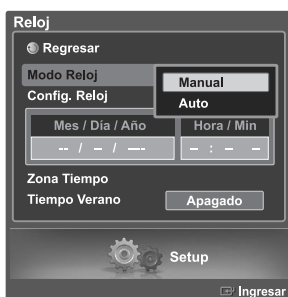 Reloj
Regresar
Modo Reloj
Manual
Config. Reloj
Auto
Mes / Día / Año
Hora / Min
-- / -- / ----
-- : -- --
Zona Tiempo
Tiempo Verano
Apagado
Setup
Ingresar